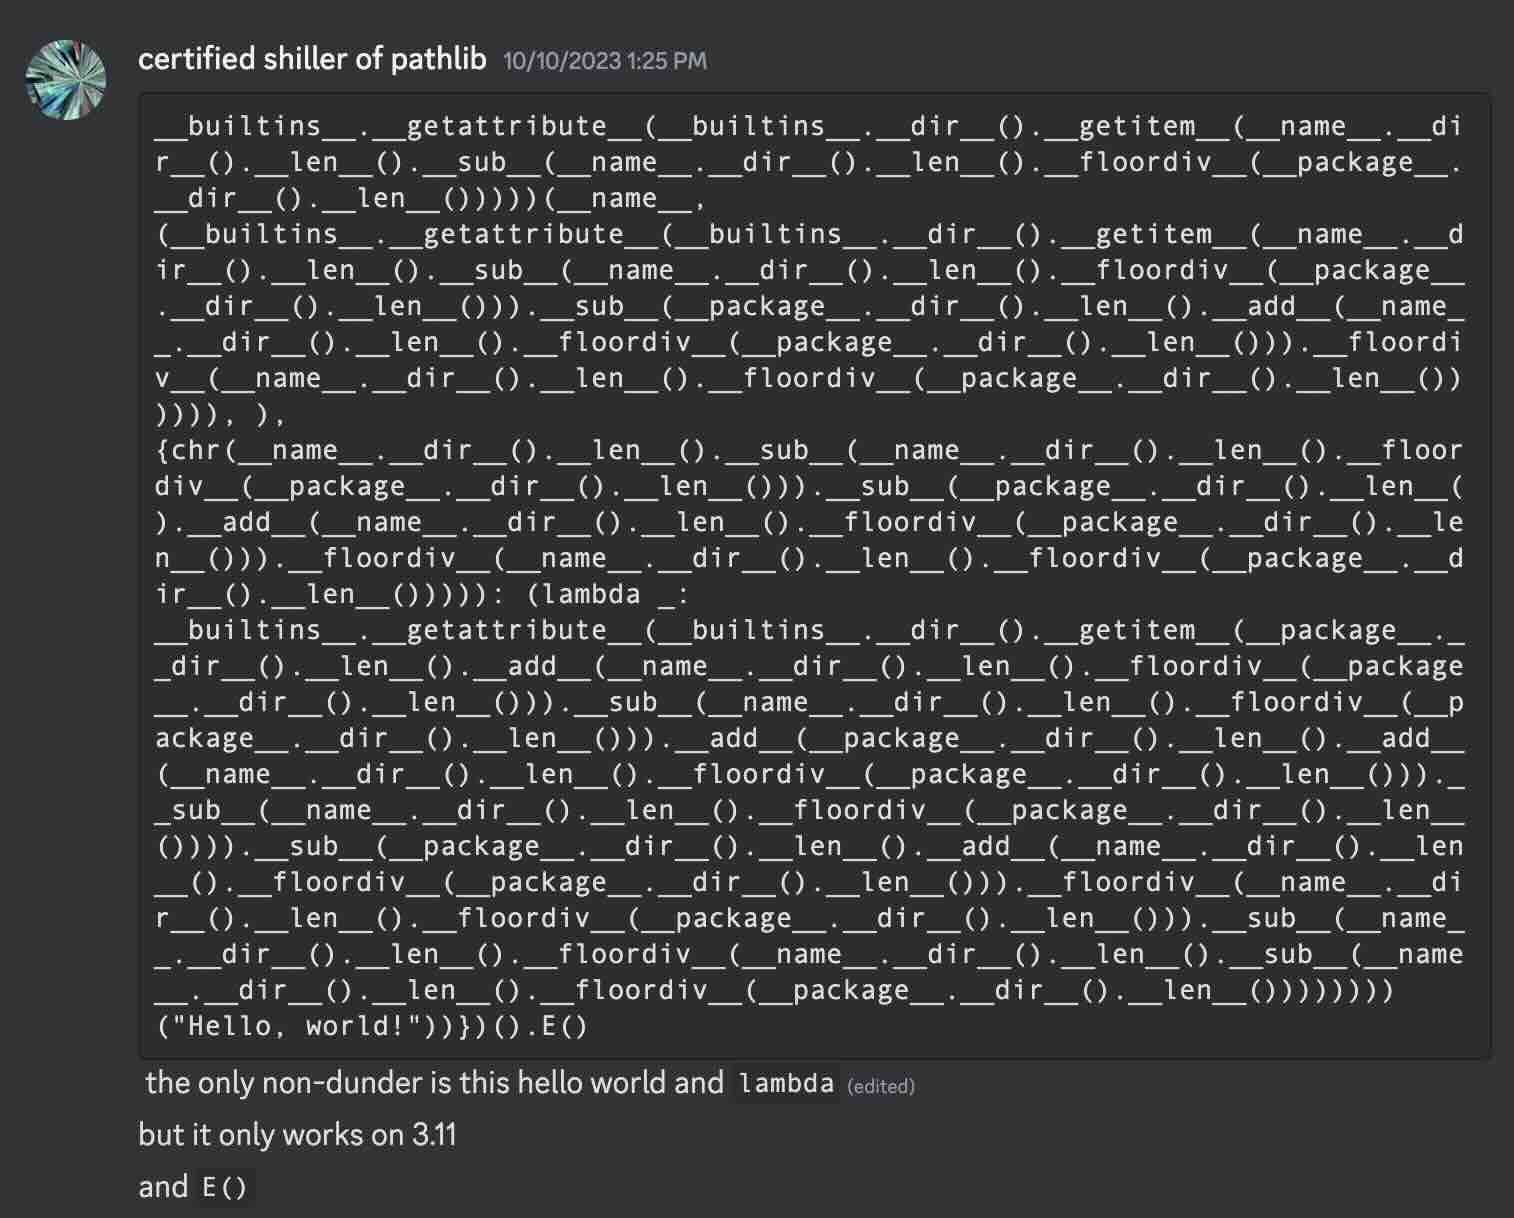 certified shiller of pathlib 10/10/2023 1:25 PM
__builtins__.__getattribute__(__builtins__.__dir__().__getitem__(__name__.__di
r__().__len__().__sub__(__name__.__dir__().__len__().__floordiv__(__package__.
__dir__().__len__()))))(__name__,
(__builtins__.__getattribute__(__builtins__.__dir__().__getitem__(__name__.__d
ir__().__len__().__sub__(__name__.__dir__().__len__().__floordiv__(__package__
.__dir__().__len__())).__sub__(__package__.__dir__().__len__().__add__(__name_
_.__dir__().__len__().__floordiv__(__package__.__dir__().__len__())).__floordi
v__(__name__.__dir__().__len__().__floordiv__(__package__.__dir__().__len__())
)))), ),
{chr(__name__.__dir__().__len__().__sub__(__name__.__dir__().__len__().__floor
div__(__package__.__dir__().__len__())).__sub__(__package__.__dir__().__len__(
).__add__(__name__.__dir__().__len__().__floordiv__(__package__.__dir__().__le
n__())).__floordiv__(__name__.__dir__().__len__().__floordiv__(__package__.__d
ir__().__len__())))): (lambda _:
__builtins__.__getattribute__(__builtins__.__dir__().__getitem__(__package__._
_dir__().__len__().__add__(__name__.__dir__().__len__().__floordiv__(__package
__.__dir__().__len__())).__sub__(__name__.__dir__().__len__().__floordiv__(__p
ackage__.__dir__().__len__())).__add__(__package__.__dir__().__len__().__add__
(__name__.__dir__().__len__().__floordiv__(__package__.__dir__().__len__()))._
_sub__(__name__.__dir__().__len__().__floordiv__(__package__.__dir__().__len__
()))).__sub__(__package__.__dir__().__len__().__add__(__name__.__dir__().__len
__().__floordiv__(__package__.__dir__().__len__())).__floordiv__(__name__.__di
r__().__len__().__floordiv__(__package__.__dir__().__len__())).__sub__(__name_
_.__dir__().__len__().__floordiv__(__name__.__dir__().__len__().__sub__(__name
__.__dir__().__len__().__floordiv__(__package__.__dir__().__len__())))))))
("Hello, world!"))})().E()
the only non-dunder is this hello world and lambda (edited)
but it only works on 3.11
and E()